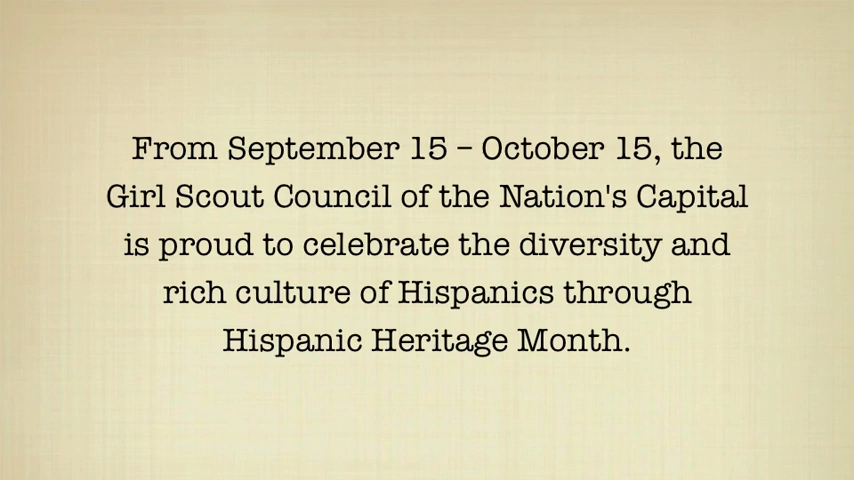 From September 15 – October 15, the
Girl Scout Council of the Nation's Capital
is proud to celebrate the diversity and
rich culture of Hispanics through
Hispanic Heritage Month.